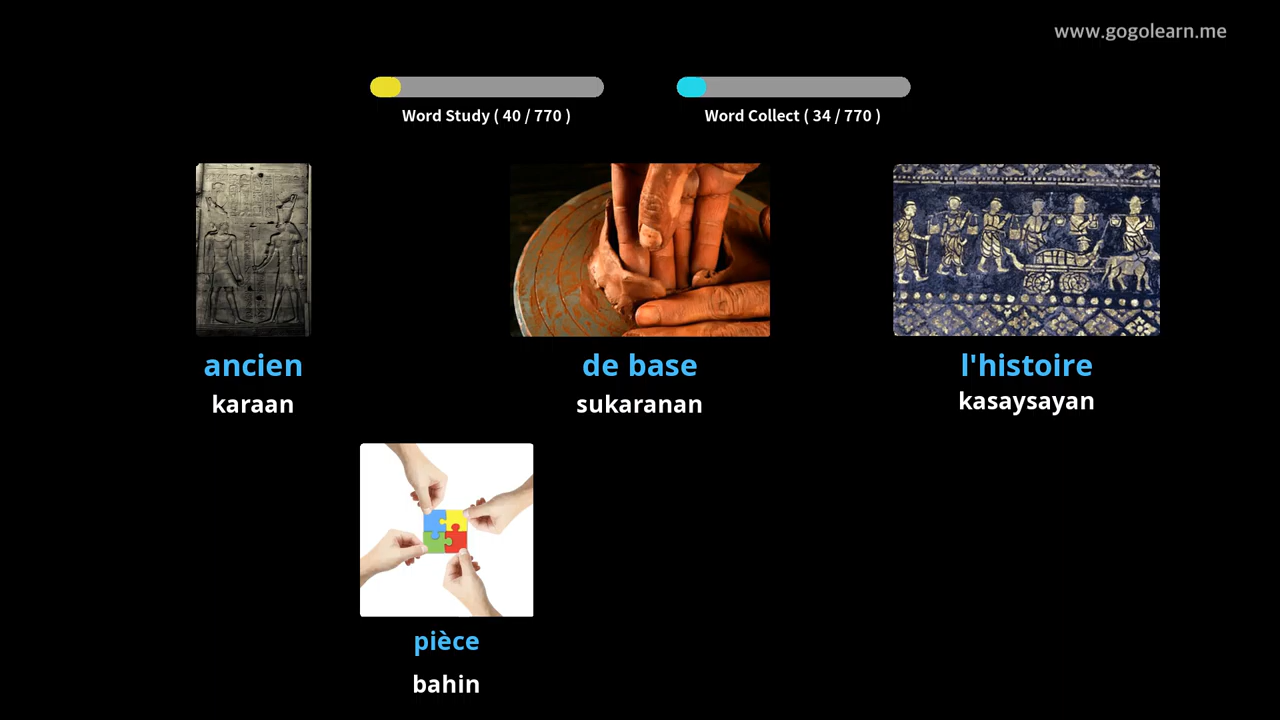 www.gogolearn.me
Word Study ( 40 / 770 )
Word Collect ( 34 / 770 )
ancien
karaan
de base
sukaranan
l'histoire
kasaysayan
pièce
bahin